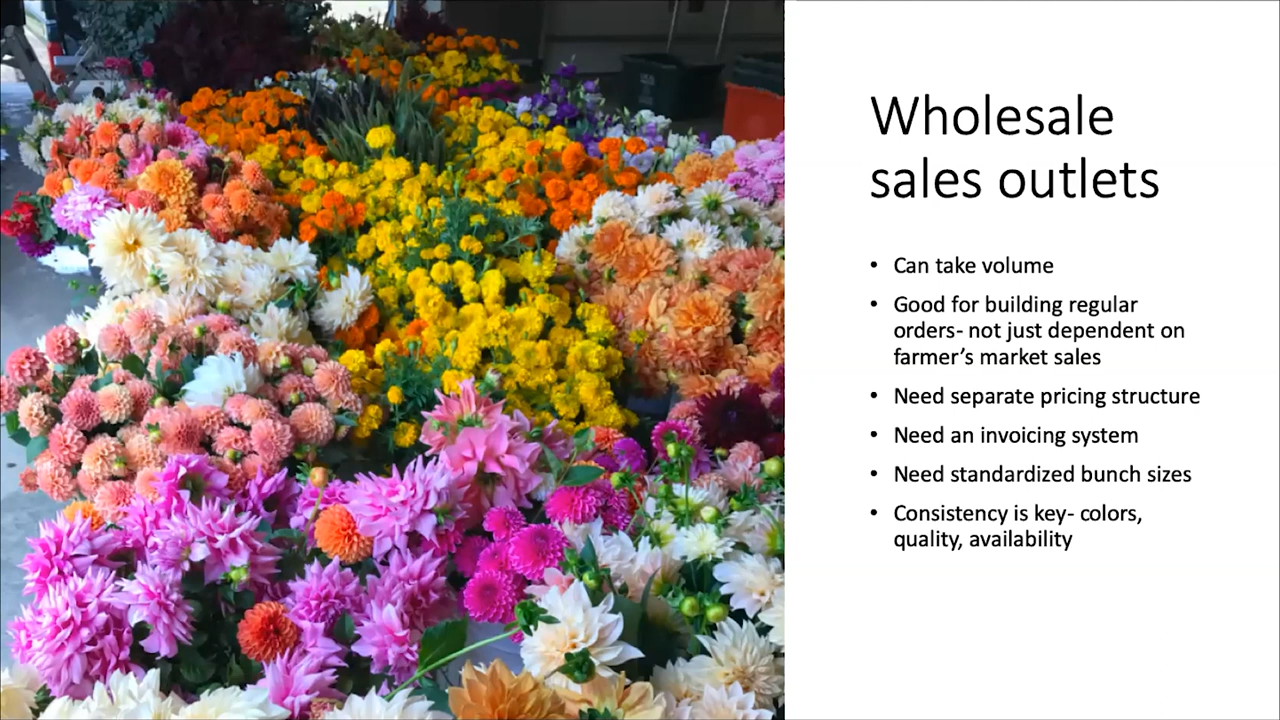 Wholesale
sales outlets
• Can take volume
• Good for building regular
orders- not just dependent on
farmer’s market sales
• Need separate pricing structure
• Need an invoicing system
• Need standardized bunch sizes
• Consistency is key- colors,
quality, availability